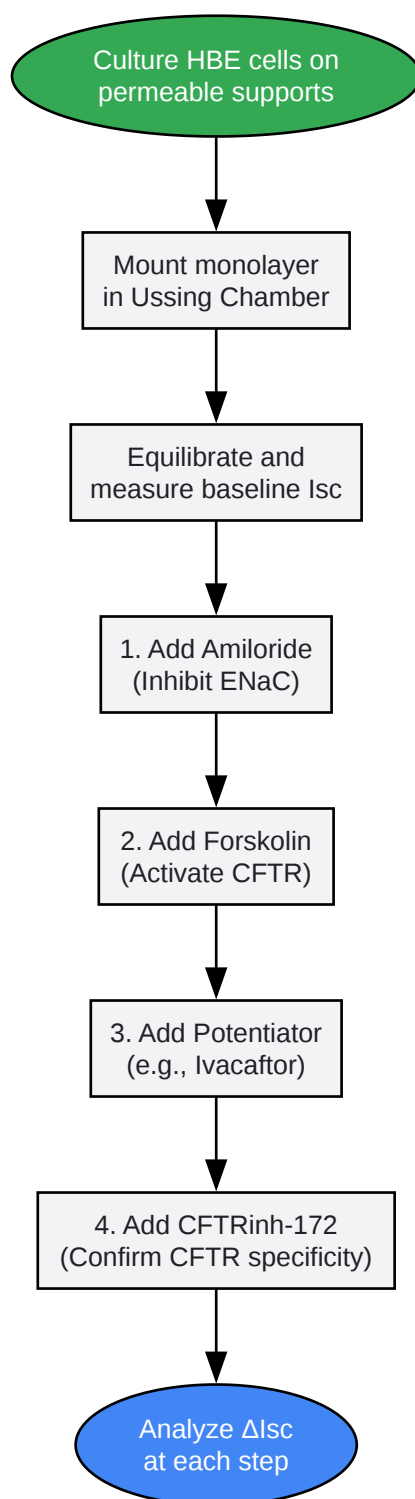 Culture HBE cells on
permeable supports
Mount monolayer
in Ussing Chamber
Equilibrate and
measure baseline Isc
1. Add Amiloride
(Inhibit ENaC)
2. Add Forskolin
(Activate CFTR)
3. Add Potentiator
(e.g., Ivacaftor)
4. Add CFTRinh-172
(Confirm CFTR specificity)
Analyze ΔIsc
at each step